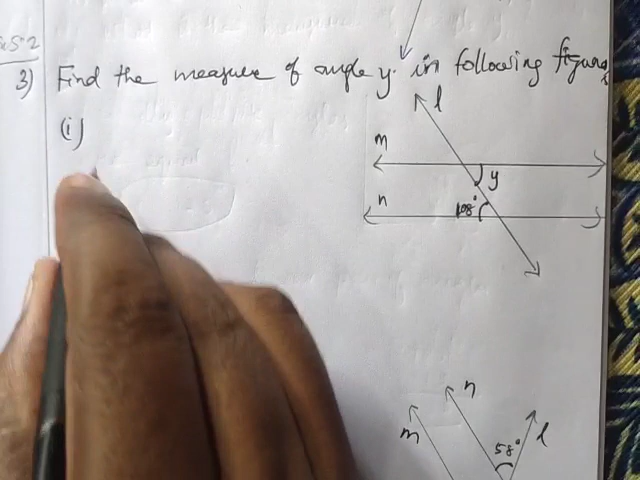 3) Find the measure of angle y. in following figures
(i)
l
m
y
n
108°
n
m
58°
l